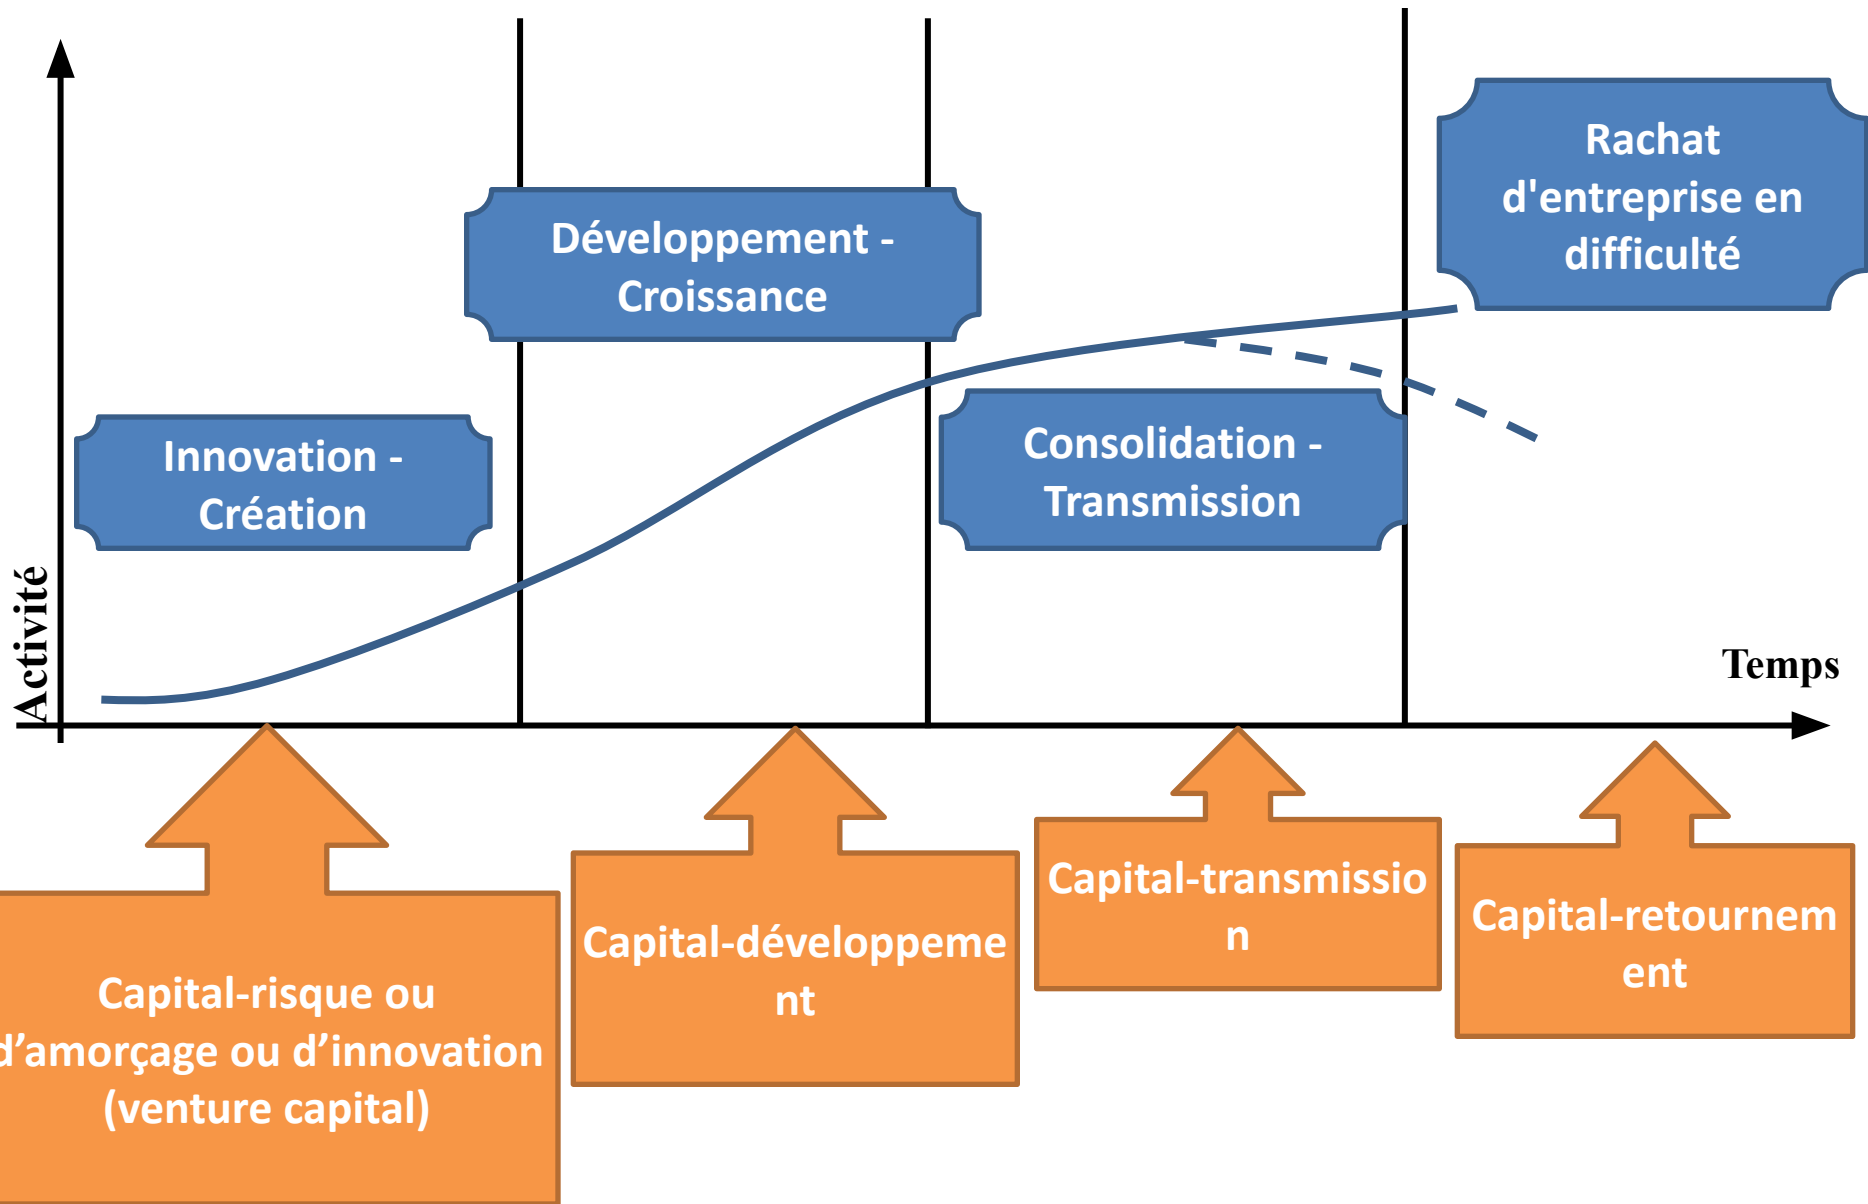 Rachat
d'entreprise en
difficulté
Développement -
Croissance
Innovation -
Création
Consolidation -
Transmission
Activité
Temps
Capital-risque ou
d’amorçage ou d’innovation
(venture capital)
Capital-développeme
nt
Capital-transmissio
n
Capital-retournem
ent